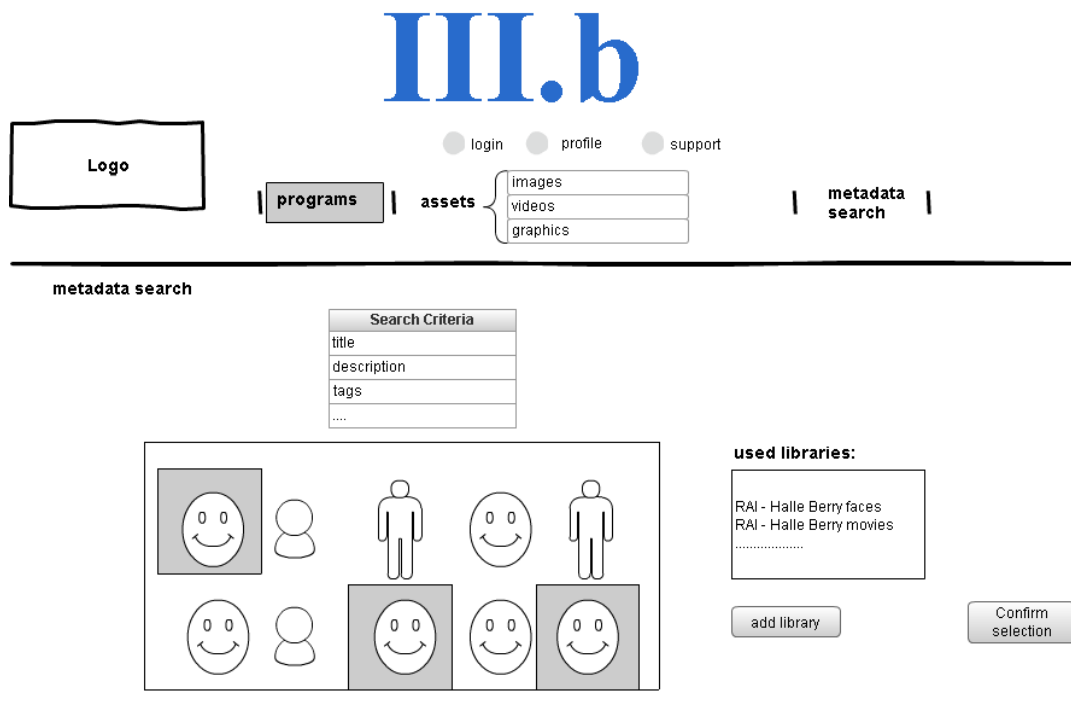 III.b
Logo
login
profile
support
programs
assets
images
videos
graphics
metadata
search
metadata search
Search Criteria
title
description
tags
....
used libraries:
RAI - Halle Berry faces
RAI - Halle Berry movies
...................
add library
Confirm
selection